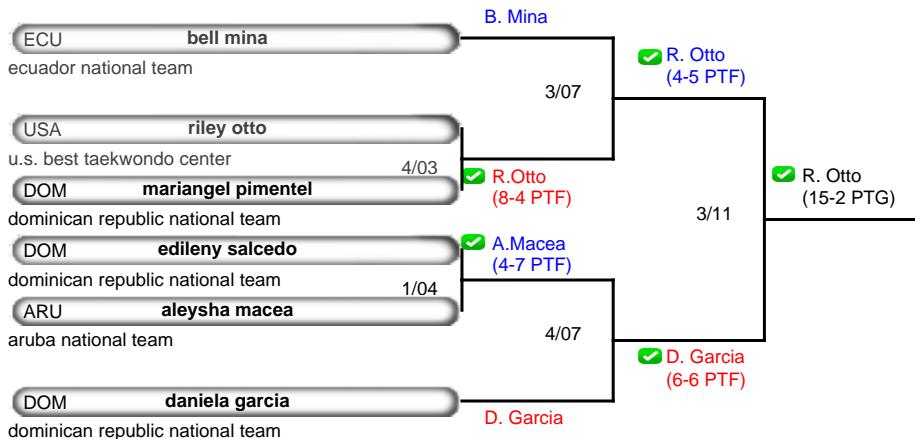 B. Mina
ECU bell mina
ecuador national team
R. Otto
(4-5 PTF)
3/07
USA riley otto
u.s. best taekwondo center
4/03
R.Otto
(8-4 PTF)
DOM mariangel pimentel
dominican republic national team
R. Otto
(15-2 PTG)
3/11
DOM edileny salcedo
dominican republic national team
A.Macea
(4-7 PTF)
1/04
ARU aleysha macea
aruba national team
4/07
D. Garcia
(6-6 PTF)
DOM daniela garcia
dominican republic national team
D. Garcia